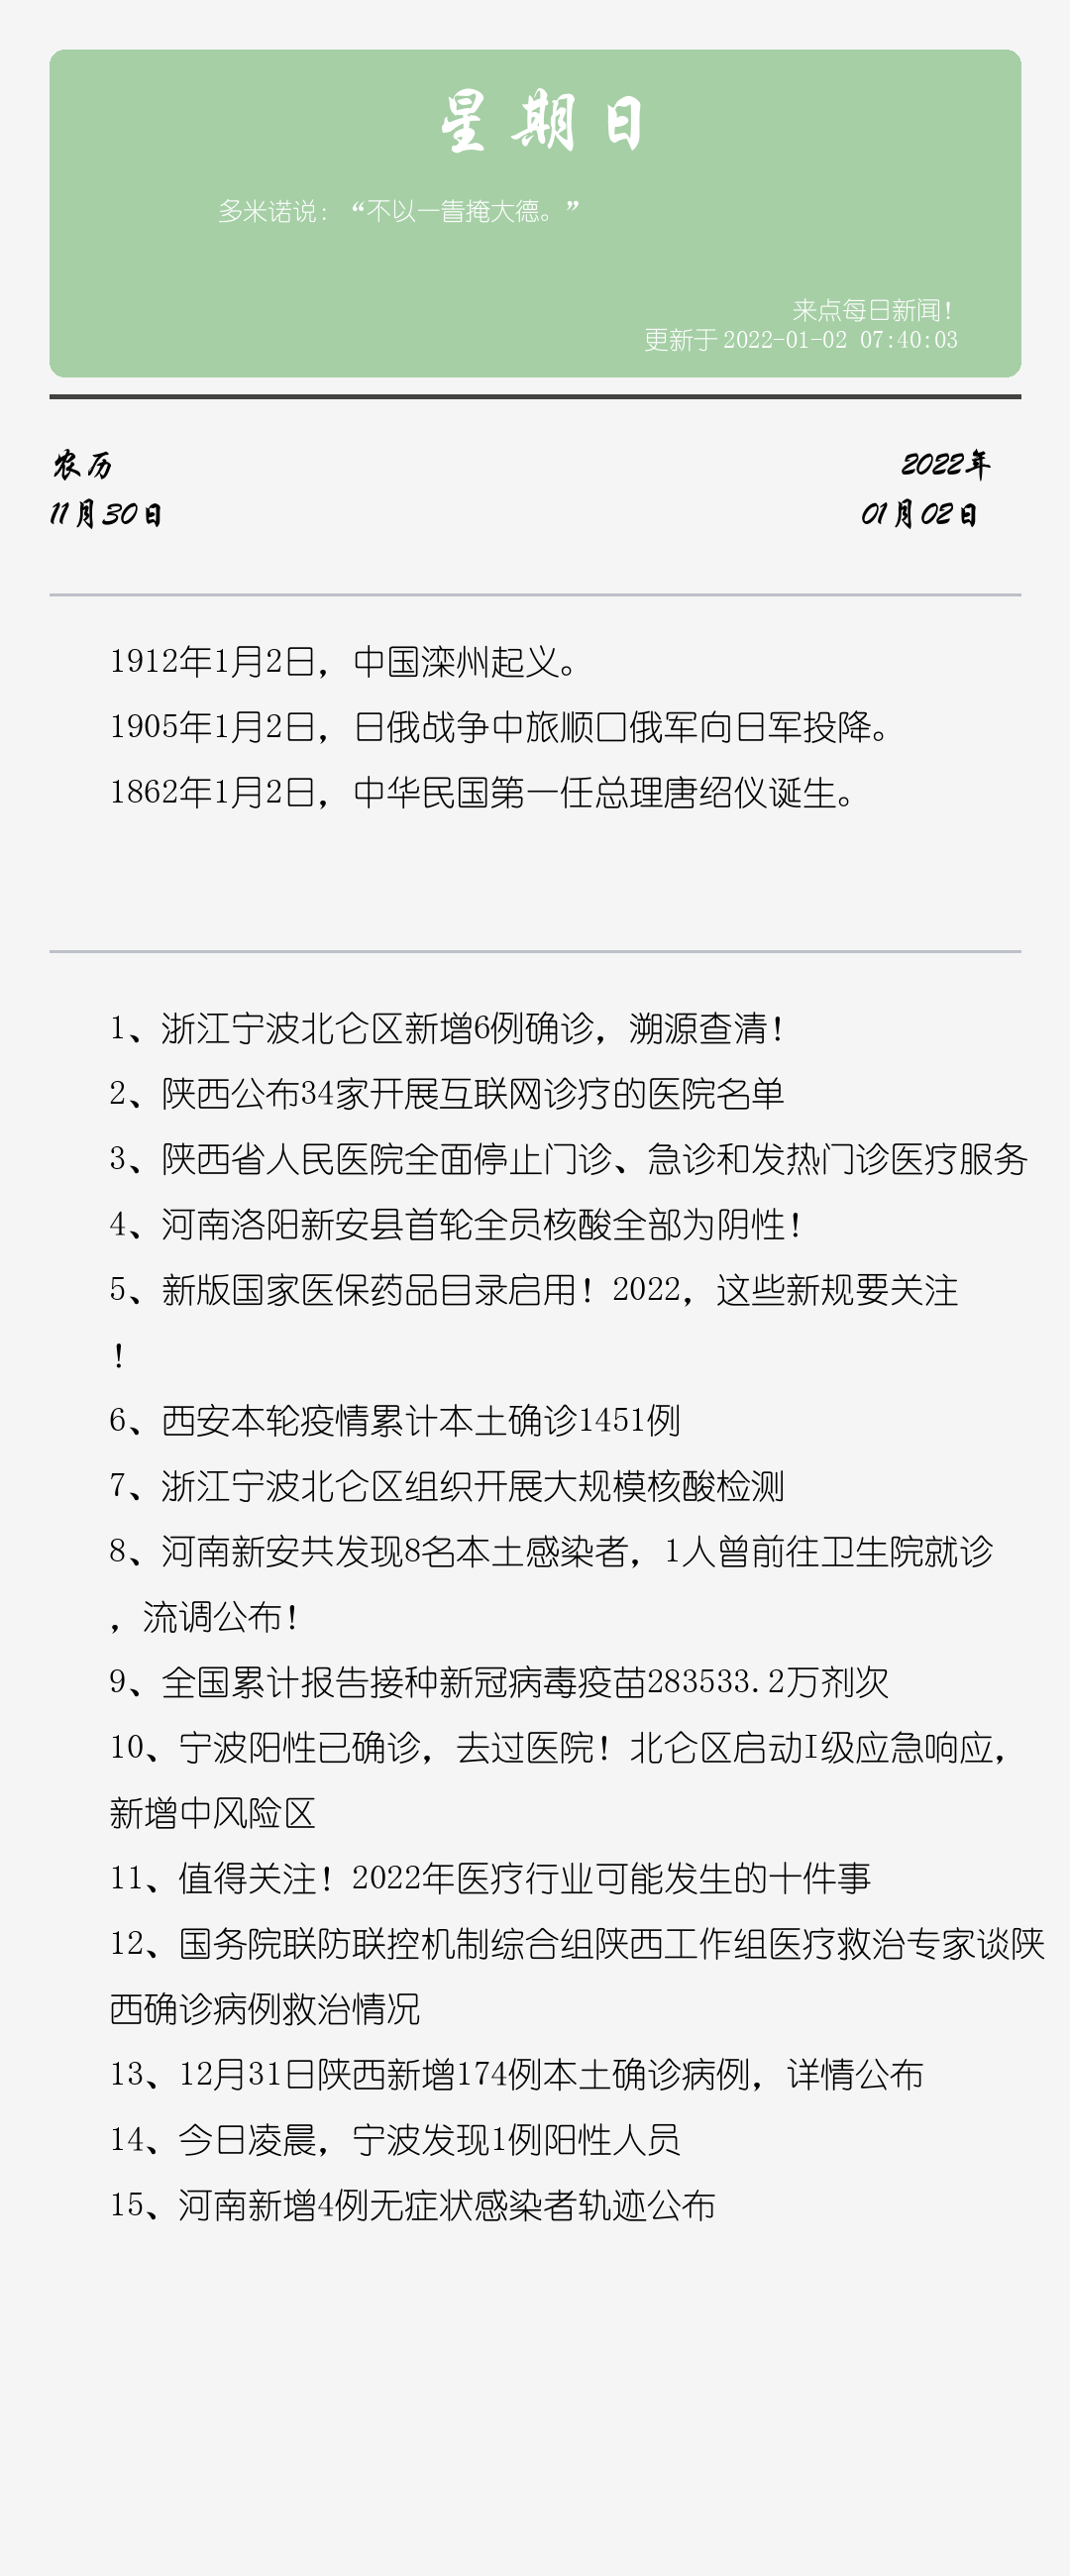 星期日
多米诺说：“不以一眚掩大德。”
来点每日新闻！
更新于2022-01-02 07:40:03
农历
2022年
11月30日
01月02日
1912年1月2日，中国滦州起义。
1905年1月2日，日俄战争中旅顺口俄军向日军投降。
1862年1月2日，中华民国第一任总理唐绍仪诞生。
1、浙江宁波北仑区新增6例确诊，溯源查清！
2、陕西公布34家开展互联网诊疗的医院名单
3、陕西省人民医院全面停止门诊、急诊和发热门诊医疗服务
4、河南洛阳新安县首轮全员核酸全部为阴性！
5、新版国家医保药品目录启用！2022，这些新规要关注
！
6、西安本轮疫情累计本土确诊1451例
7、浙江宁波北仑区组织开展大规模核酸检测
8、河南新安共发现8名本土感染者，1人曾前往卫生院就诊
，流调公布！
9、全国累计报告接种新冠病毒疫苗283533.2万剂次
10、宁波阳性已确诊，去过医院！北仑区启动I级应急响应，
新增中风险区
11、值得关注！2022年医疗行业可能发生的十件事
12、国务院联防联控机制综合组陕西工作组医疗救治专家谈陕
西确诊病例救治情况
13、12月31日陕西新增174例本土确诊病例，详情公布
14、今日凌晨，宁波发现1例阳性人员
15、河南新增4例无症状感染者轨迹公布